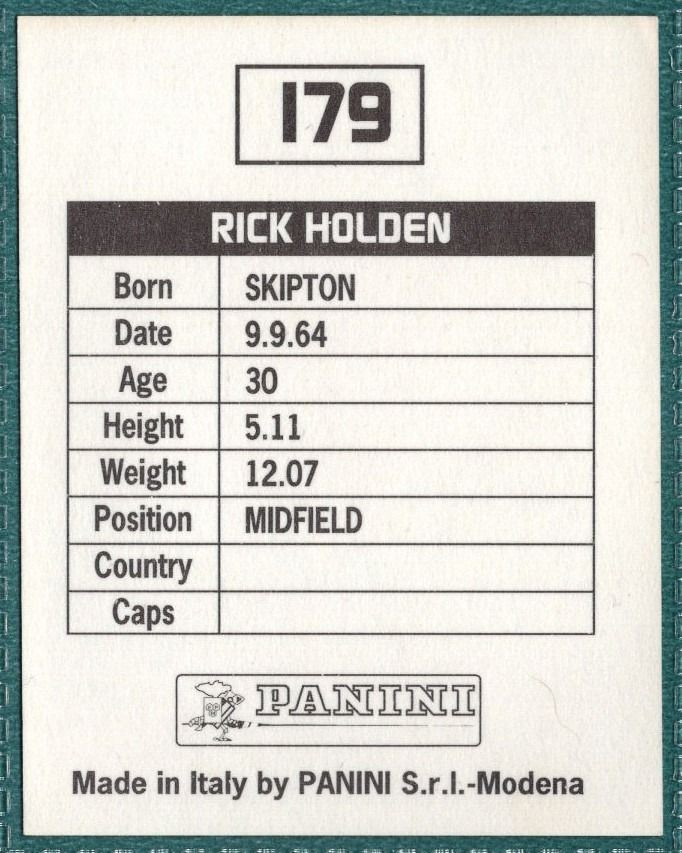 179
RICK HOLDEN
Born SKIPTON
Date 9.9.64
Age 30
Height 5.11
Weight 12.07
Position MIDFIELD
Country
Caps
PANINI
Made in Italy by PANINI S.r.l.-Modena